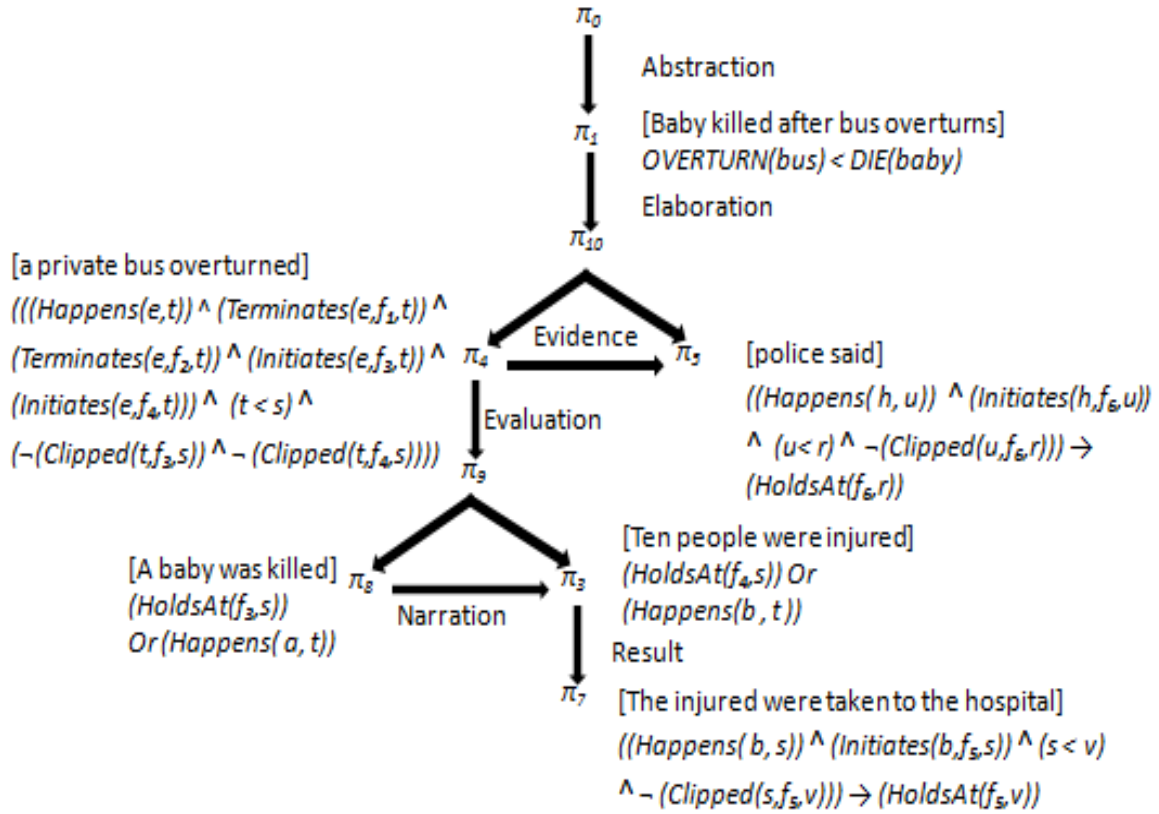 π₀
Abstraction
π₁
[Baby killed after bus overturns]
OVERTURN(bus) < DIE(baby)
Elaboration
π₁₀
[a private bus overturned]
(((Happens(e,t)) ^ (Terminates(e,f₁,t)) ^
(Terminates(e,f₂,t)) ^ (Initiates(e,f₃,t)) ^
(Initiates(e,f₄,t))) ^ (t < s) ^
(¬(Clipped(t,f₃,s)) ^ ¬ (Clipped(t,f₄,s))))
π₄
Evidence
π₅
[police said]
((Happens( h, u)) ^ (Initiates(h,f₆,u))
^ (u< r) ^ ¬(Clipped(u,f₆,r))) →
(HoldsAt(f₆,r))
Evaluation
π₉
[A baby was killed]
(HoldsAt(f₃,s))
Or (Happens( a, t))
π₈
Narration
π₃
[Ten people were injured]
(HoldsAt(f₄,s)) Or
(Happens(b , t ))
Result
π₇
[The injured were taken to the hospital]
((Happens( b, s)) ^ (Initiates(b,f₅,s)) ^ (s < v)
^ ¬ (Clipped(s,f₅,v))) → (HoldsAt(f₅,v))